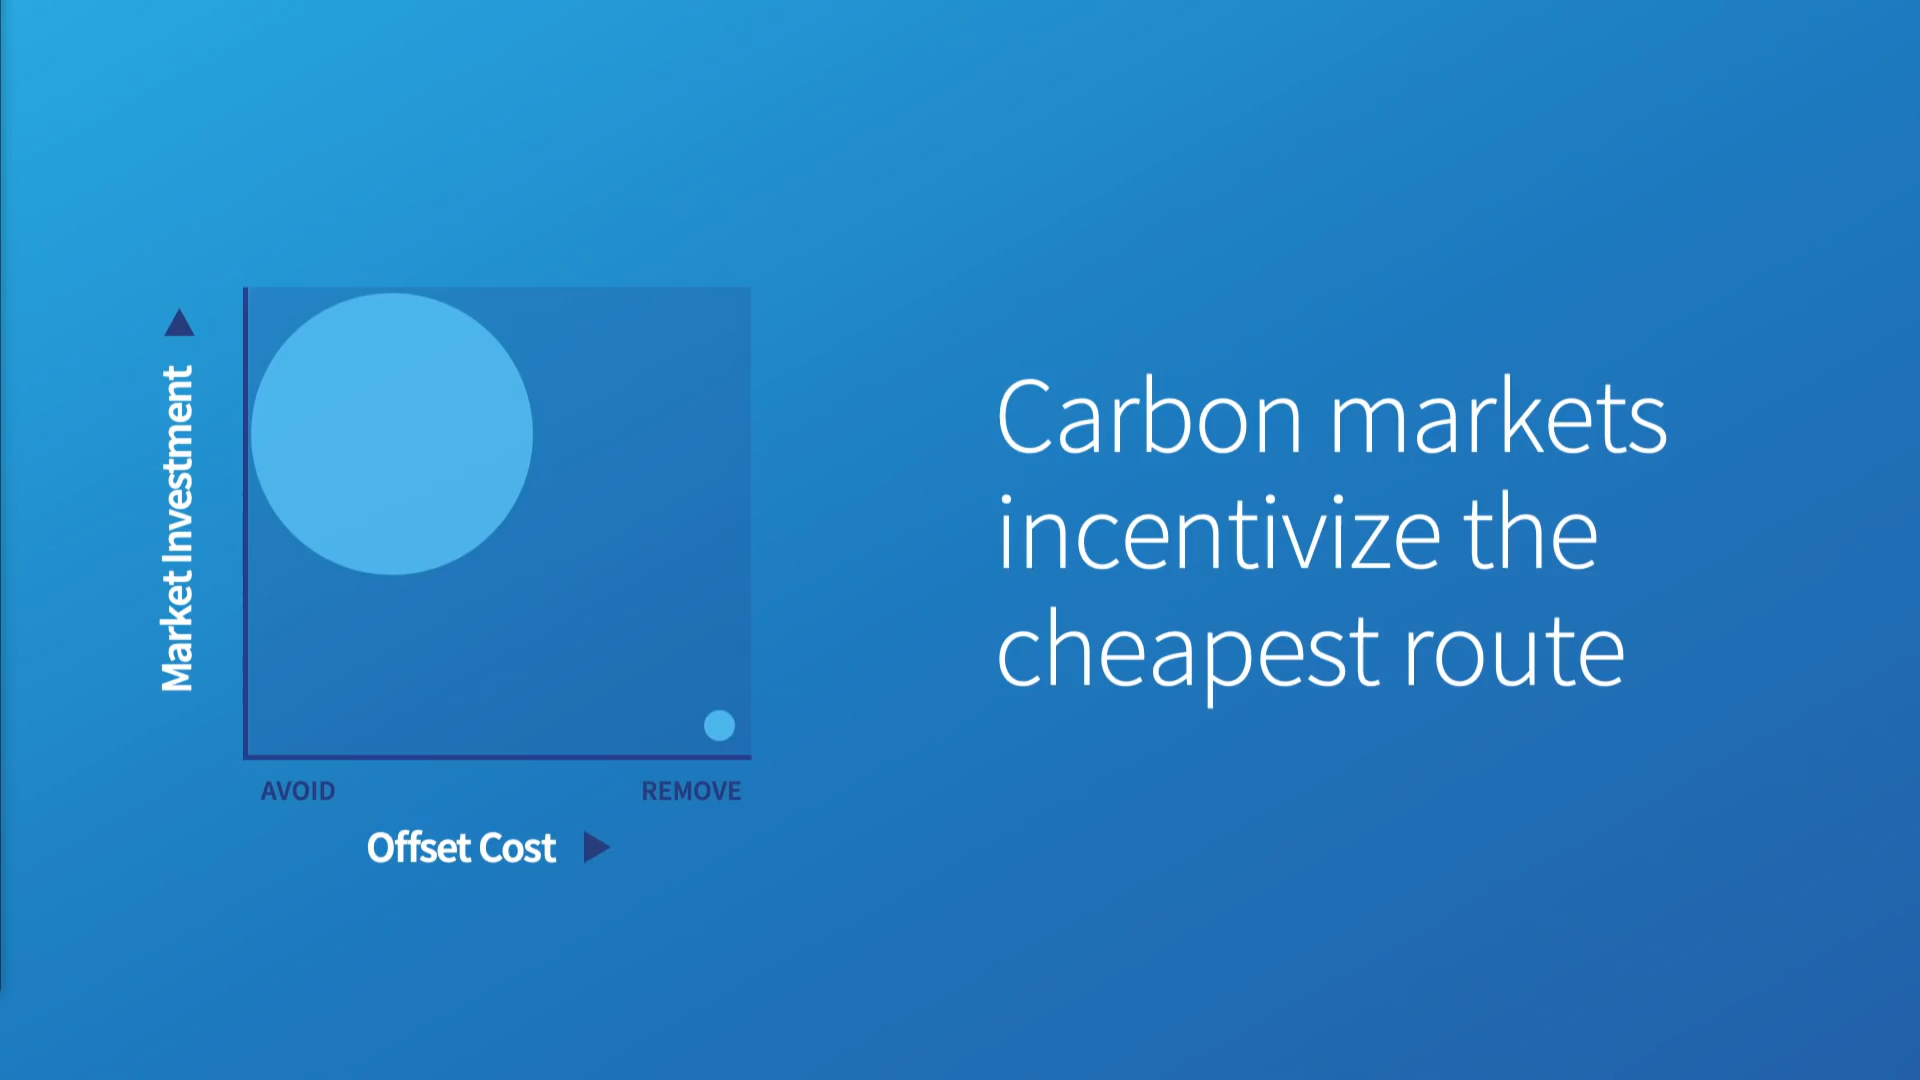 Market Investment
AVOID
REMOVE
Offset Cost
Carbon markets
incentivize the
cheapest route